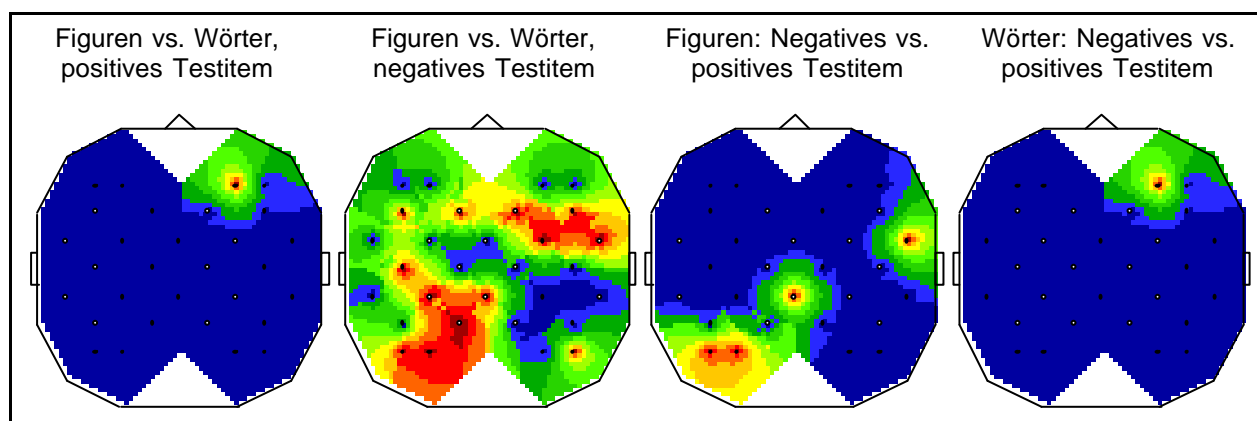 Figuren vs. Wörter,
positives Testitem
Figuren vs. Wörter,
negatives Testitem
Figuren: Negatives vs.
positives Testitem
Wörter: Negatives vs.
positives Testitem